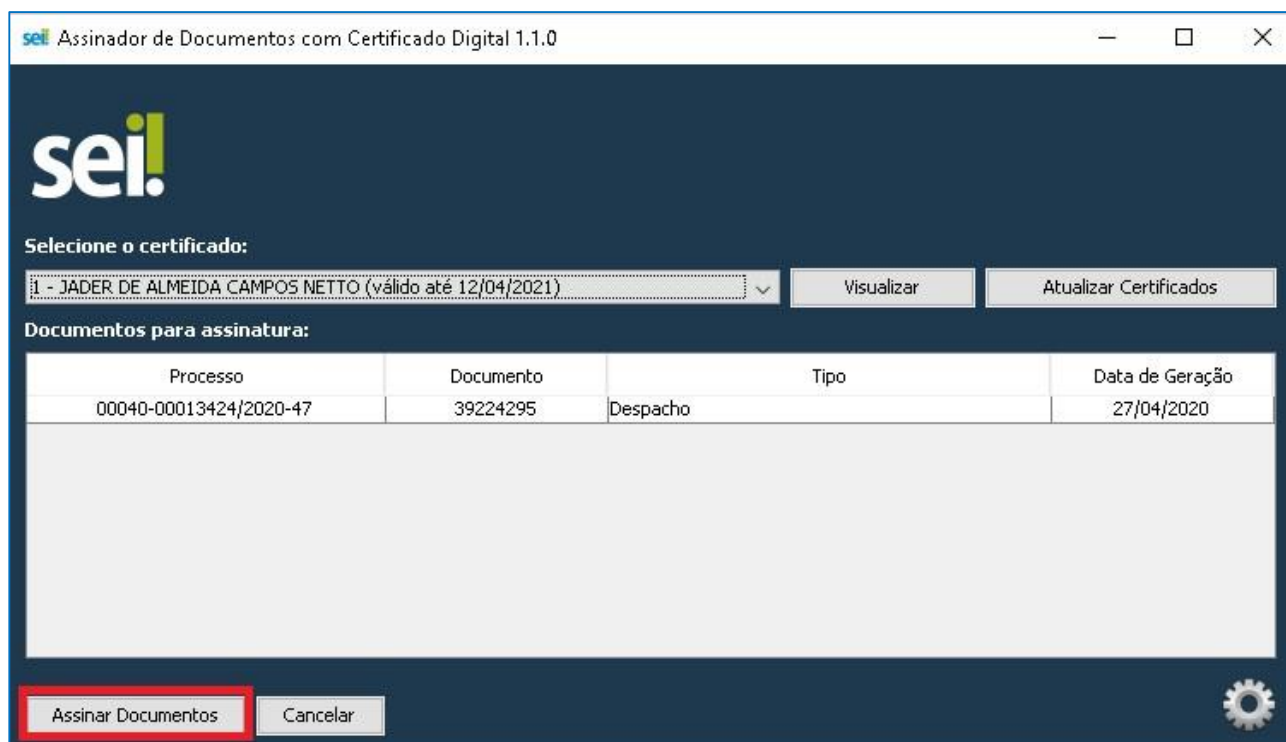 sei! Assinador de Documentos com Certificado Digital 1.1.0
sei!
Selecione o certificado:
1 - JADER DE ALMEIDA CAMPOS NETTO (válido até 12/04/2021) Visualizar Atualizar Certificados
Documentos para assinatura:
Processo Documento Tipo Data de Geração
00040-00013424/2020-47 39224295 Despacho 27/04/2020
Assinar Documentos Cancelar